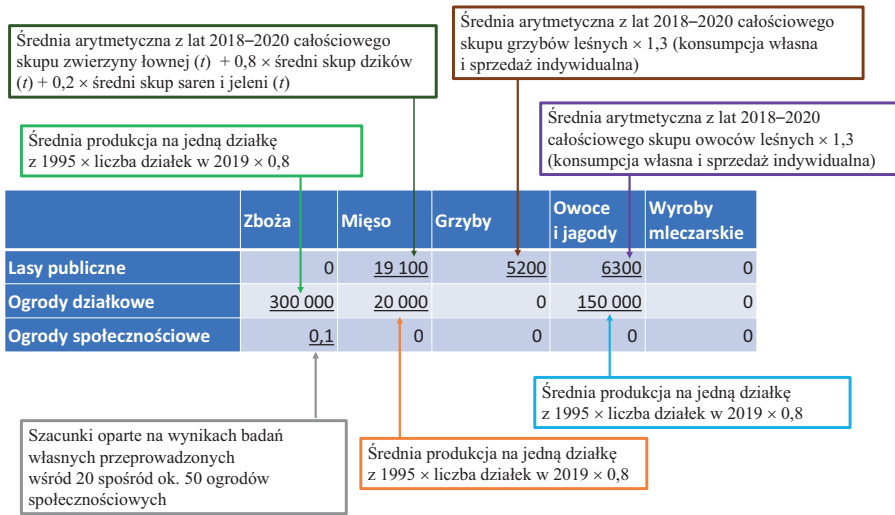 Średnia arytmetyczna z lat 2018–2020 całościowego
skupu zwierzyny łownej (t) + 0,8 × średni skup dzików
(t) + 0,2 × średni skup saren i jeleni (t)
Średnia arytmetyczna z lat 2018–2020 całościowego
skupu grzybów leśnych × 1,3 (konsumpcja własna
i sprzedaż indywidualna)
Średnia produkcja na jedną działkę
z 1995 × liczba działek w 2019 × 0,8
Średnia arytmetyczna z lat 2018–2020
całościowego skupu owoców leśnych × 1,3
(konsumpcja własna i sprzedaż indywidualna)
Zboża Mięso Grzyby Owoce i jagody Wyroby mleczarskie
Lasy publiczne 0 19 100 5200 6300 0
Ogrody działkowe 300 000 20 000 0 150 000 0
Ogrody społecznościowe 0,1 0 0 0 0
Szacunki oparte na wynikach badań
własnych przeprowadzonych
wśród 20 spośród ok. 50 ogrodów
społecznościowych
Średnia produkcja na jedną działkę
z 1995 × liczba działek w 2019 × 0,8
Średnia produkcja na jedną działkę
z 1995 × liczba działek w 2019 × 0,8